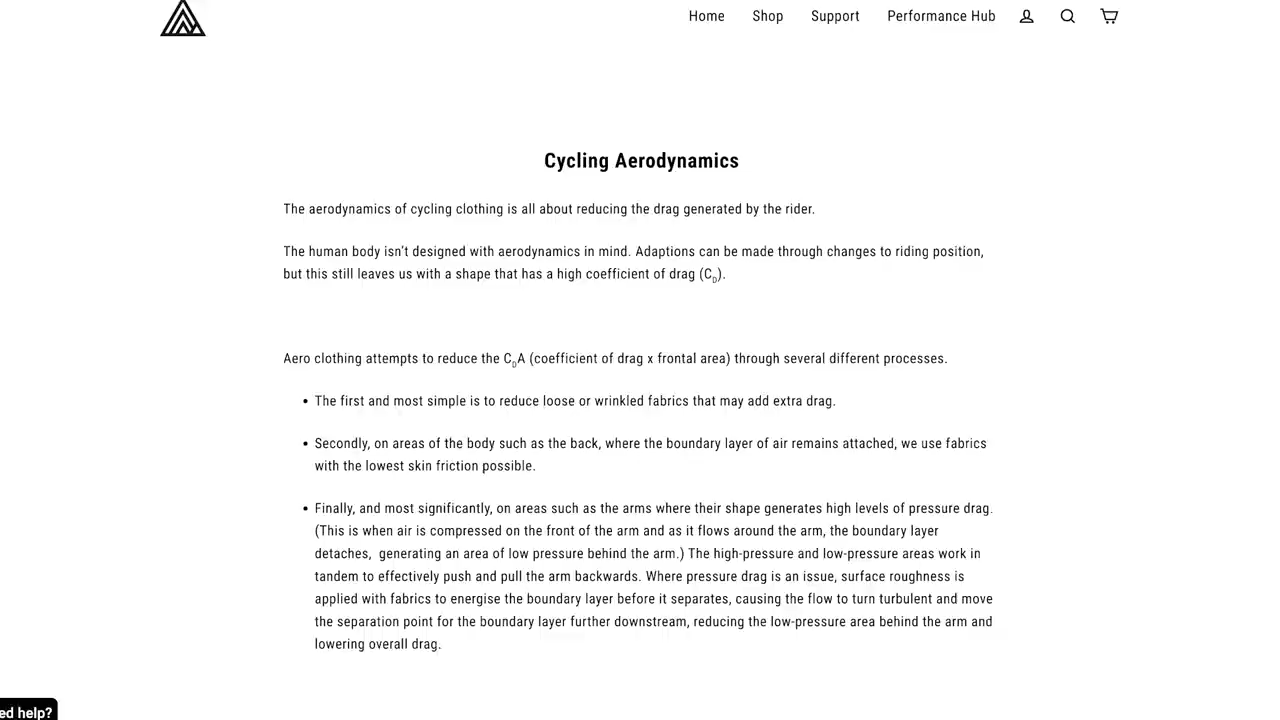 Home Shop Support Performance Hub
Cycling Aerodynamics
The aerodynamics of cycling clothing is all about reducing the drag generated by the rider.
The human body isn’t designed with aerodynamics in mind. Adaptions can be made through changes to riding position,
but this still leaves us with a shape that has a high coefficient of drag (CD).
Aero clothing attempts to reduce the CDA (coefficient of drag x frontal area) through several different processes.
• The first and most simple is to reduce loose or wrinkled fabrics that may add extra drag.
• Secondly, on areas of the body such as the back, where the boundary layer of air remains attached, we use fabrics
with the lowest skin friction possible.
• Finally, and most significantly, on areas such as the arms where their shape generates high levels of pressure drag.
(This is when air is compressed on the front of the arm and as it flows around the arm, the boundary layer
detaches, generating an area of low pressure behind the arm.) The high-pressure and low-pressure areas work in
tandem to effectively push and pull the arm backwards. Where pressure drag is an issue, surface roughness is
applied with fabrics to energise the boundary layer before it separates, causing the flow to turn turbulent and move
the separation point for the boundary layer further downstream, reducing the low-pressure area behind the arm and
lowering overall drag.
ed help?